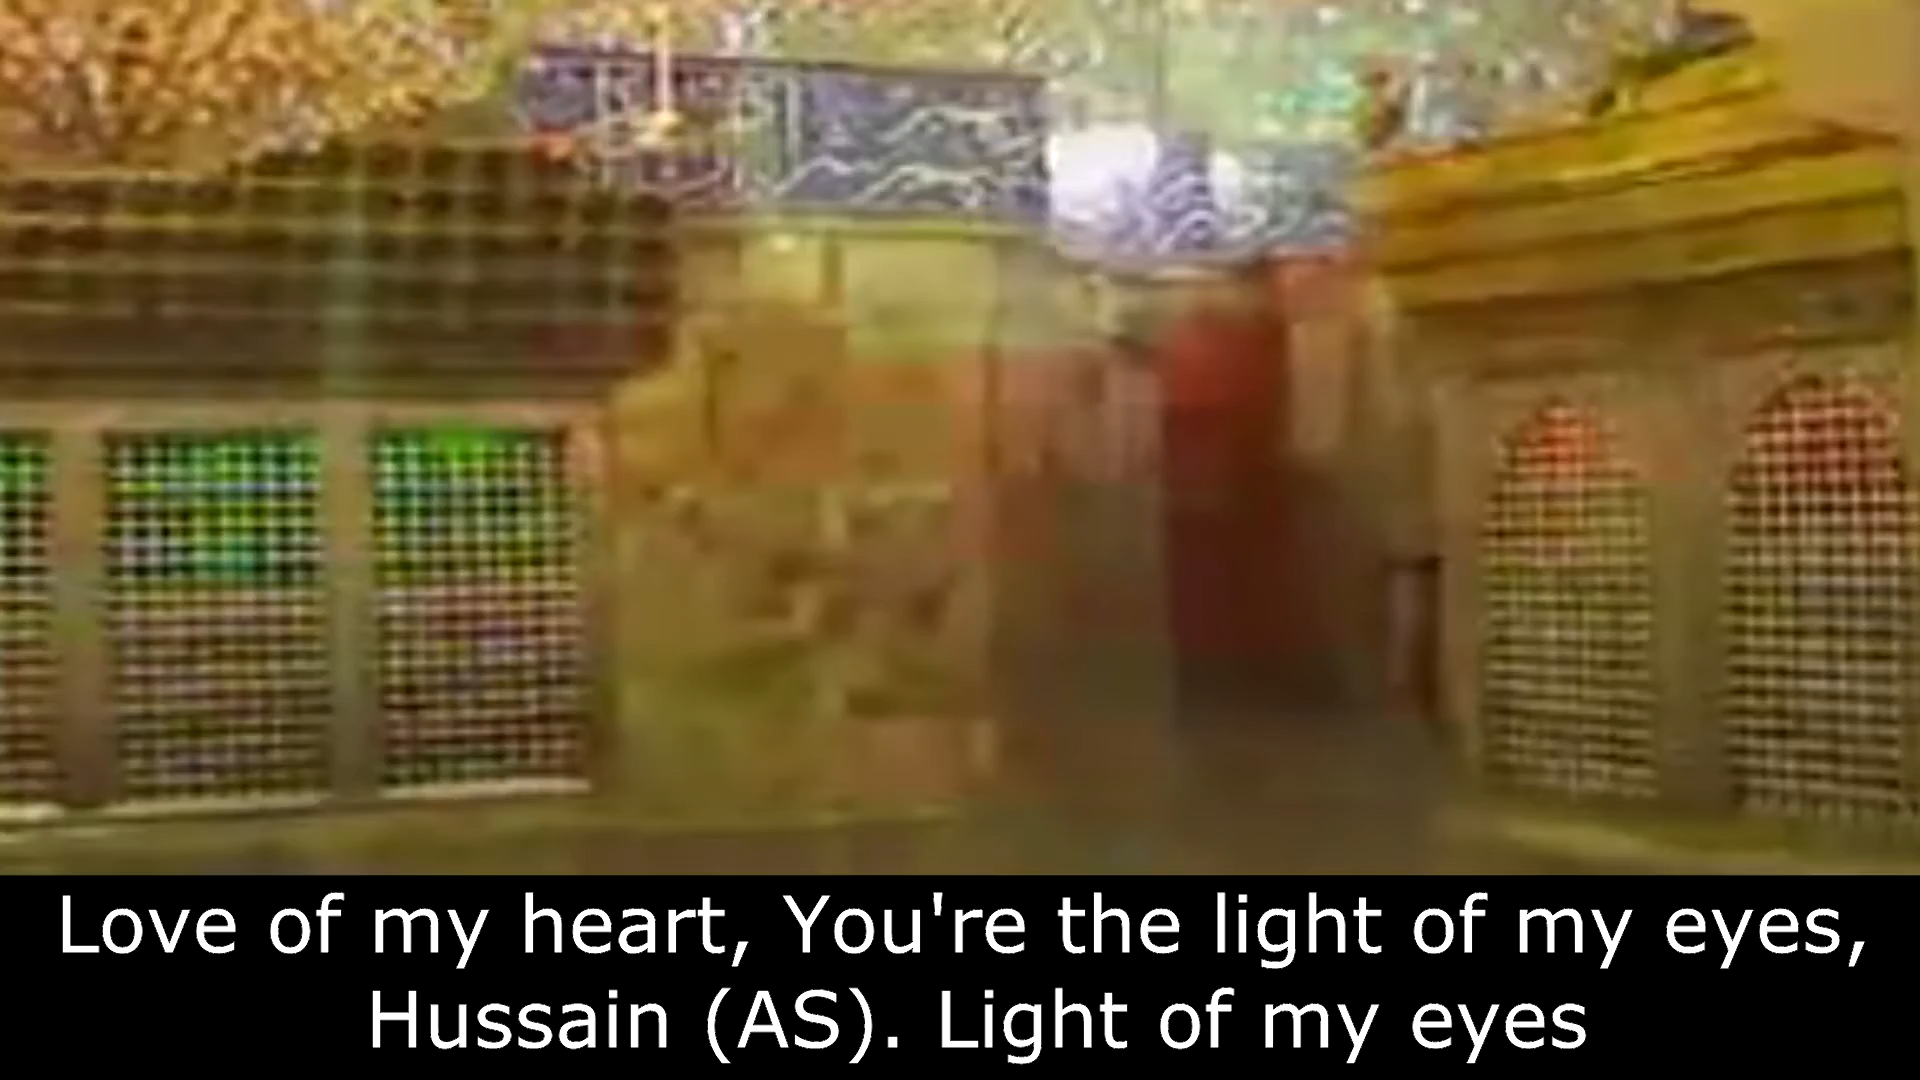 Love of my heart, You're the light of my eyes,
Hussain (AS). Light of my eyes